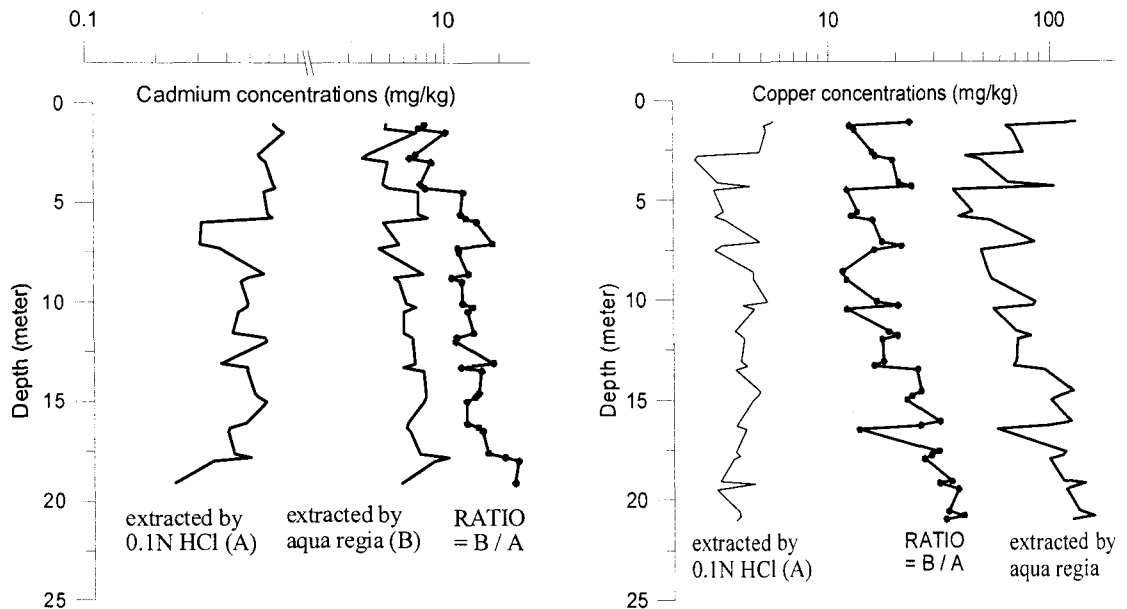 0.1 10
Cadmium concentrations (mg/kg)
0
5
10
15
20
25
Depth (meter)
extracted by
0.1N HCl (A)
extracted by
aqua regia (B)
RATIO
= B / A
10 100
Copper concentrations (mg/kg)
0
5
10
15
20
25
Depth (meter)
extracted by
0.1N HCl (A)
RATIO
= B / A
extracted by
aqua regia